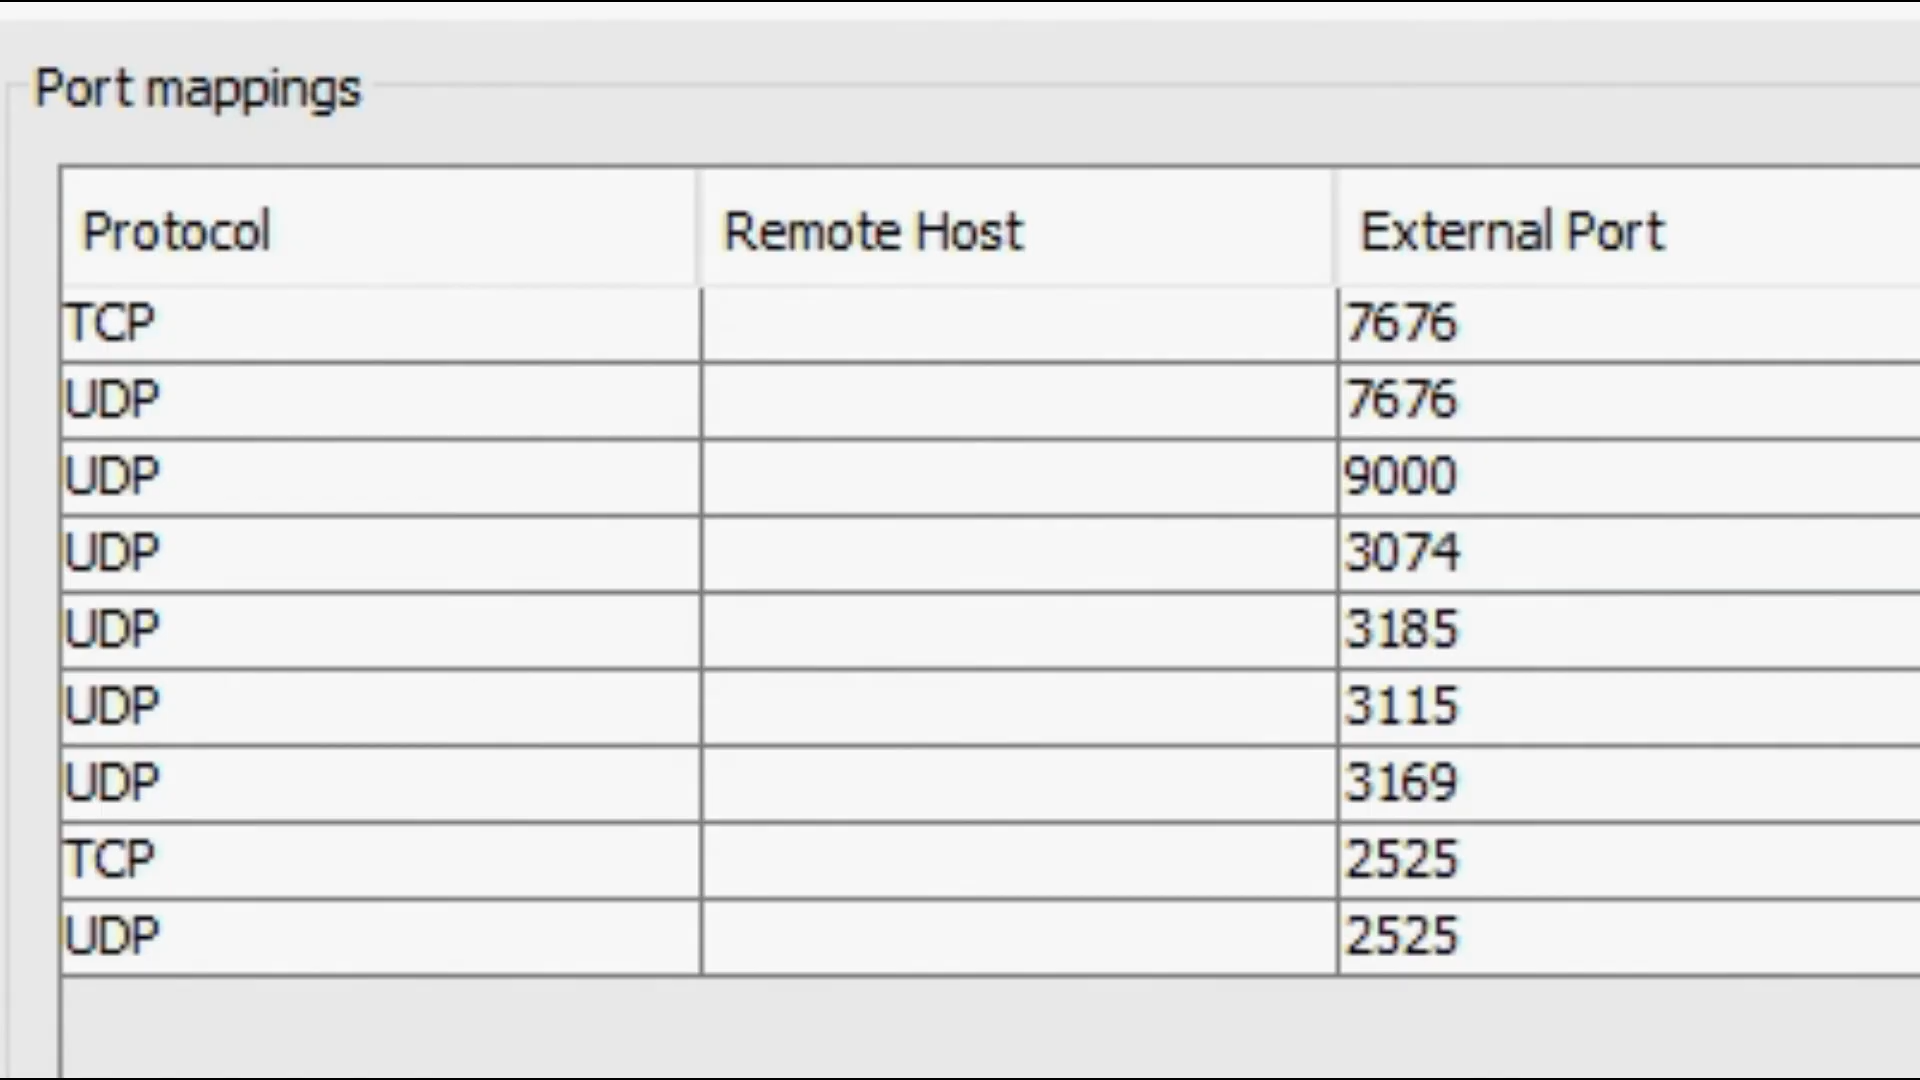 Port mappings
Protocol Remote Host External Port
TCP 7676
UDP 7676
UDP 9000
UDP 3074
UDP 3185
UDP 3115
UDP 3169
TCP 2525
UDP 2525